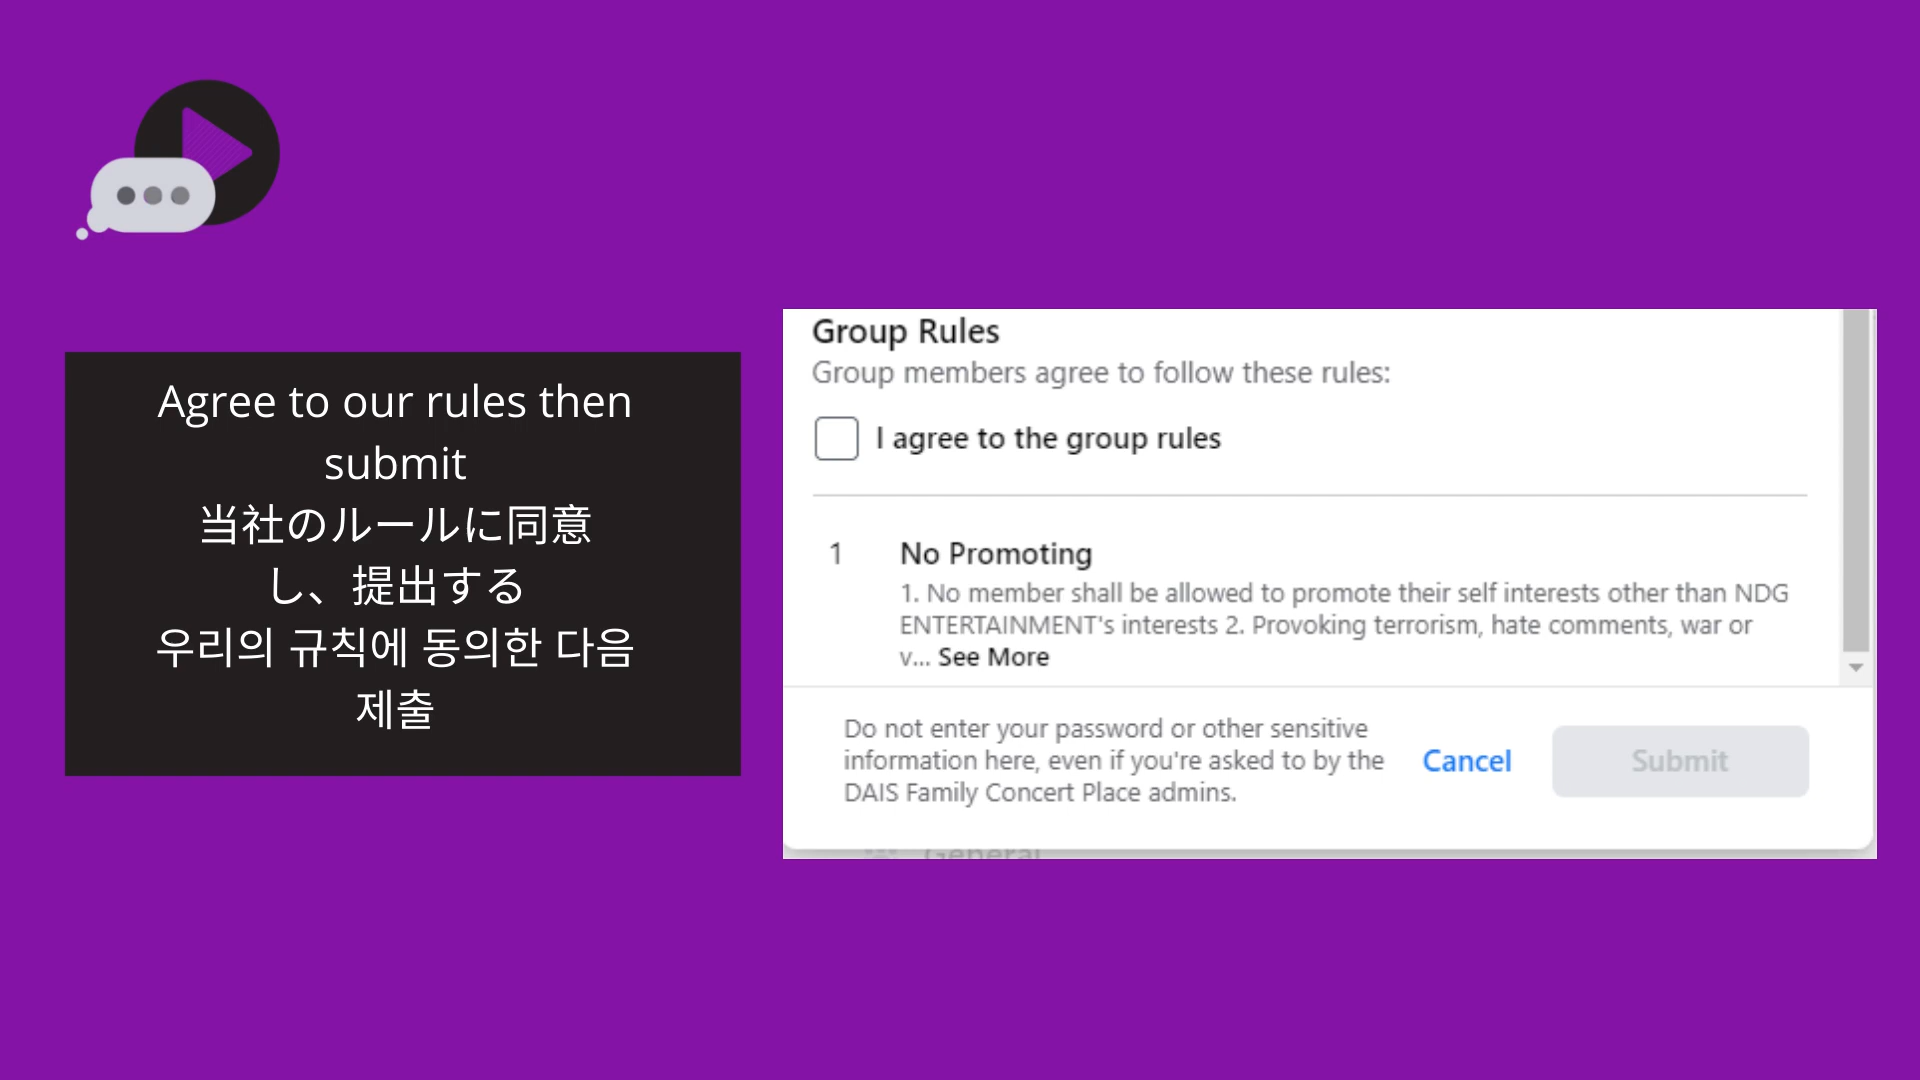 Agree to our rules then
submit
当社のルールに同意
し、提出する
우리의 규칙에 동의한 다음
제출
Group Rules
Group members agree to follow these rules:
I agree to the group rules
1 No Promoting
1. No member shall be allowed to promote their self interests other than NDG
ENTERTAINMENT's interests 2. Provoking terrorism, hate comments, war or
v... See More
Do not enter your password or other sensitive
information here, even if you're asked to by the
DAIS Family Concert Place admins.
Cancel
Submit
General